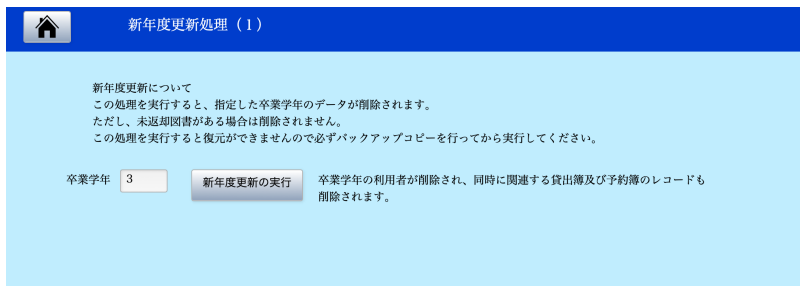 新年度更新処理（１）
新年度更新について
この処理を実行すると、指定した卒業学年のデータが削除されます。
ただし、未返却図書がある場合は削除されません。
この処理を実行すると復元ができませんので必ずバックアップコピーを行ってから実行してください。
卒業学年 3 新年度更新の実行 卒業学年の利用者が削除され、同時に関連する貸出簿及び予約簿のレコードも
削除されます。